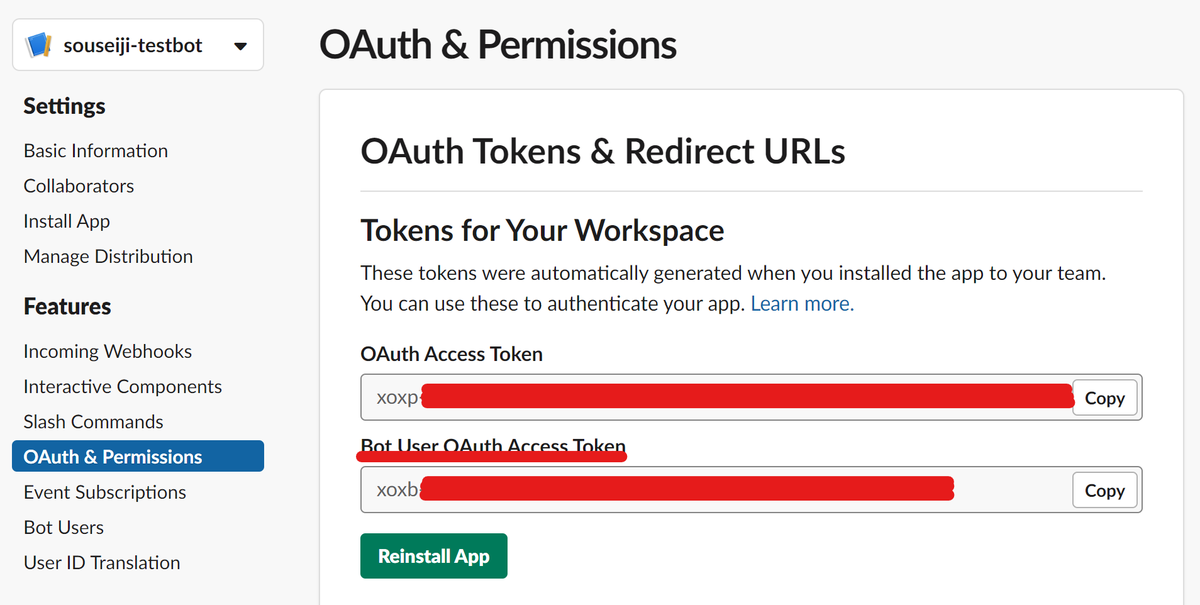 souseiji-testbot
Settings
Basic Information
Collaborators
Install App
Manage Distribution
Features
Incoming Webhooks
Interactive Components
Slash Commands
OAuth & Permissions
Event Subscriptions
Bot Users
User ID Translation
OAuth & Permissions
OAuth Tokens & Redirect URLs
Tokens for Your Workspace
These tokens were automatically generated when you installed the app to your team.
You can use these to authenticate your app. Learn more.
OAuth Access Token
xoxp-
Copy
Bot User OAuth Access Token
xoxb
Copy
Reinstall App